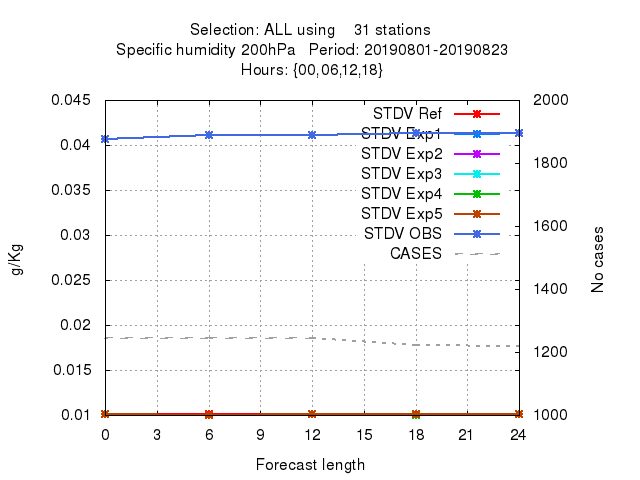 Selection: ALL using    31 stations
Specific humidity 200hPa   Period: 20190801-20190823
Hours: {00,06,12,18}
0.045
0.04
0.035
0.03
0.025
0.02
0.015
0.01
g/Kg
2000
1800
1600
1400
1200
1000
No cases
STDV Ref
STDV Exp1
STDV Exp2
STDV Exp3
STDV Exp4
STDV Exp5
STDV OBS
CASES
0 3 6 9 12 15 18 21 24
Forecast length